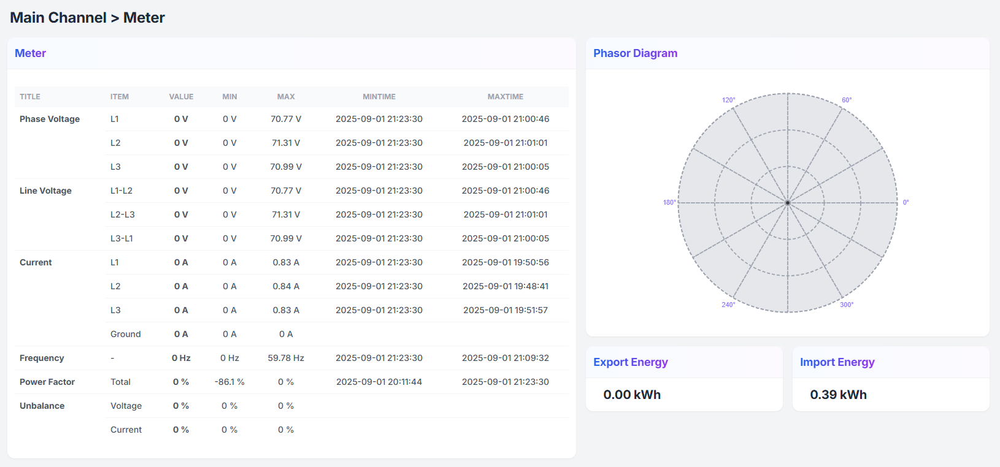 Main Channel > Meter
Meter
TITLE ITEM VALUE MIN MAX MINTIME MAXTIME
Phase Voltage L1 0 V 0 V 70.77 V 2025-09-01 21:23:30 2025-09-01 21:00:46
L2 0 V 0 V 71.31 V 2025-09-01 21:23:30 2025-09-01 21:01:01
L3 0 V 0 V 70.99 V 2025-09-01 21:23:30 2025-09-01 21:00:05
Line Voltage L1-L2 0 V 0 V 70.77 V 2025-09-01 21:23:30 2025-09-01 21:00:46
L2-L3 0 V 0 V 71.31 V 2025-09-01 21:23:30 2025-09-01 21:01:01
L3-L1 0 V 0 V 70.99 V 2025-09-01 21:23:30 2025-09-01 21:00:05
Current L1 0 A 0 A 0.83 A 2025-09-01 21:23:30 2025-09-01 19:50:56
L2 0 A 0 A 0.84 A 2025-09-01 21:23:30 2025-09-01 19:48:41
L3 0 A 0 A 0.83 A 2025-09-01 21:23:30 2025-09-01 19:51:57
Ground 0 A 0 A 0 A
Frequency - 0 Hz 0 Hz 59.78 Hz 2025-09-01 21:23:30 2025-09-01 21:09:32
Power Factor Total 0 % -86.1 % 0 % 2025-09-01 20:11:44 2025-09-01 21:23:30
Unbalance Voltage 0 % 0 % 0 %
Current 0 % 0 % 0 %
Phasor Diagram
120° 60°
180° 0°
240° 300°
Export Energy
0.00 kWh
Import Energy
0.39 kWh